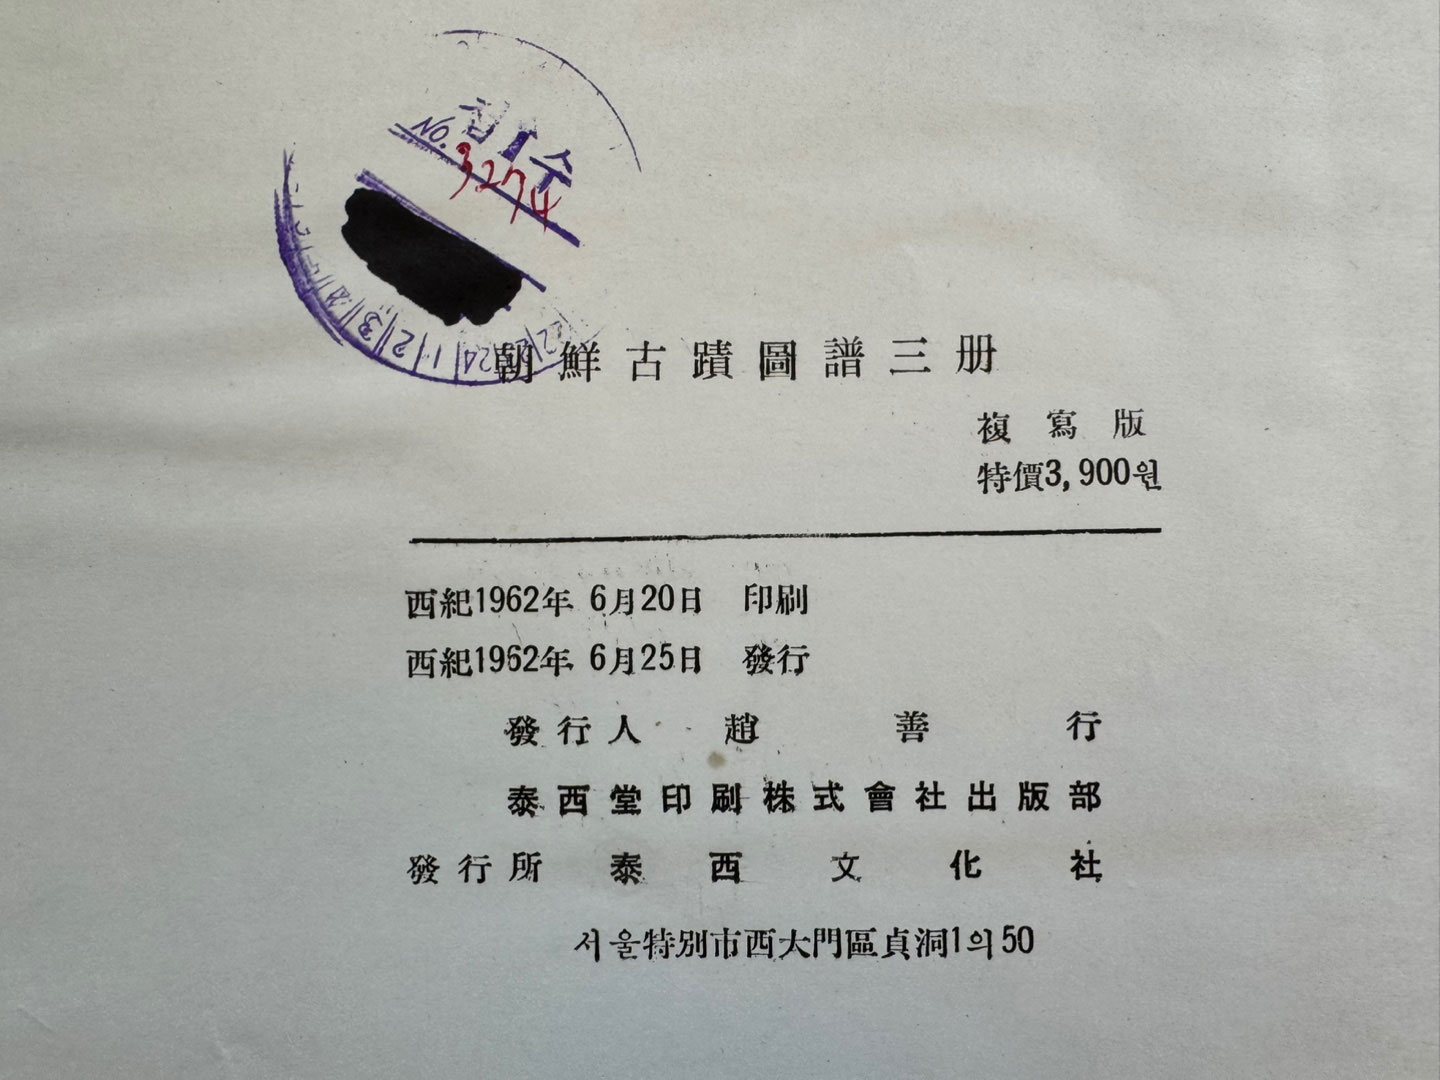 접수
NO. 3274
1 2 3
24
朝鮮古蹟圖譜三册
複寫版
特價3,900원
西紀1962年 6月20日 印刷
西紀1962年 6月25日 發行
發行人 趙善行
泰西堂印刷株式會社出版部
發行所 泰西文化社
서울特別市西大門區貞洞1의50